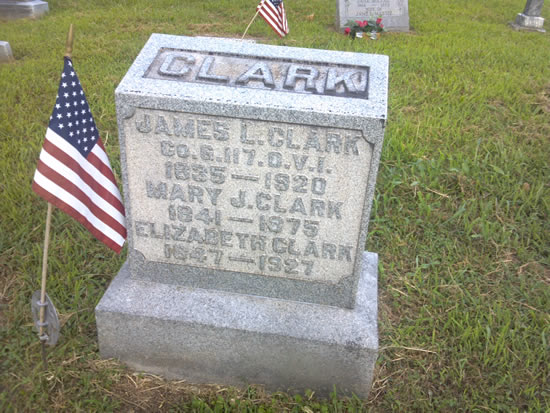 CLARK
JAMES L. CLARK
CO. G. 117. O. V. I.
1835 — 1920
MARY J. CLARK
1841 — 1875
ELIZABETH CLARK
1847 — 1927